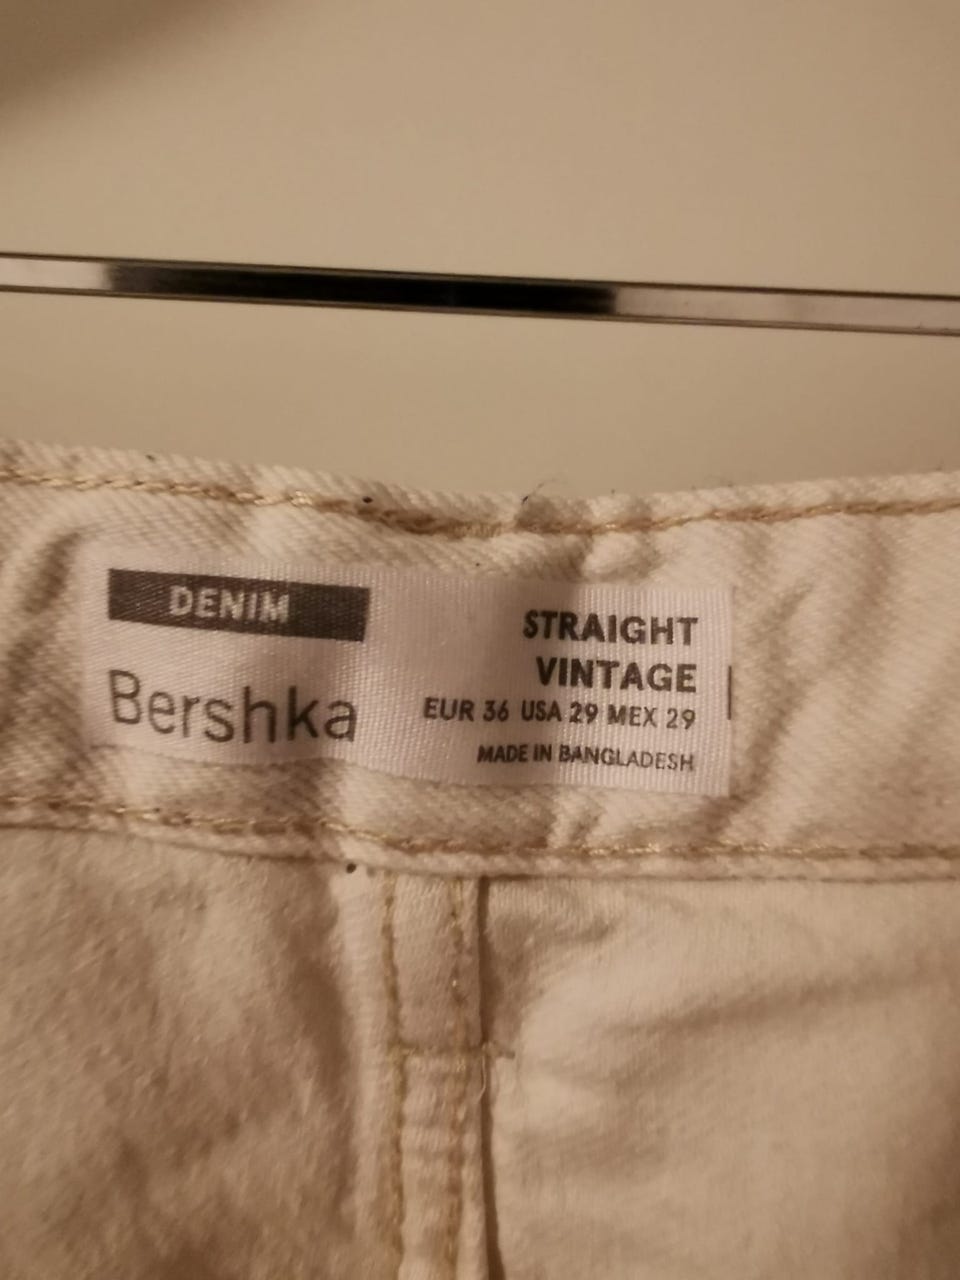 DENIM
Bershka
STRAIGHT
VINTAGE
EUR 36 USA 29 MEX 29
MADE IN BANGLADESH